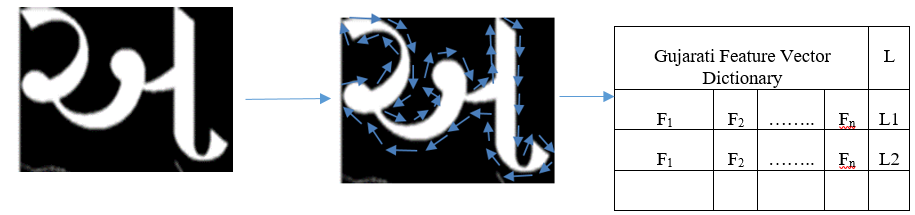 અ
Gujarati Feature Vector Dictionary L
F1 F2 …….. Fn L1
F1 F2 …….. Fn L2